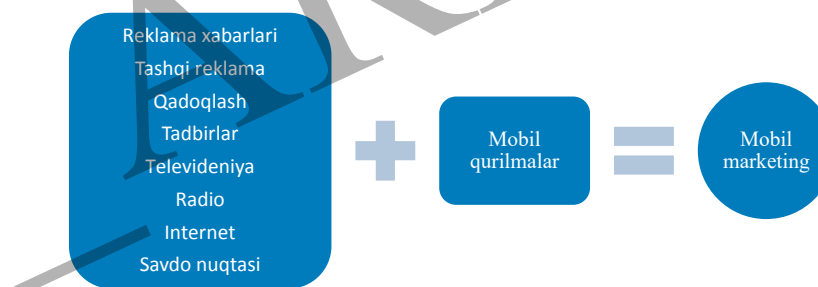 Reklama xabarlari
Tashqi reklama
Qadoqlash
Tadbirlar
Televideniya
Radio
Internet
Savdo nuqtasi
Mobil
qurilmalar
Mobil
marketing